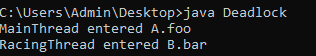 C:\Users\Admin\Desktop>java Deadlock
MainThread entered A.foo
RacingThread entered B.bar